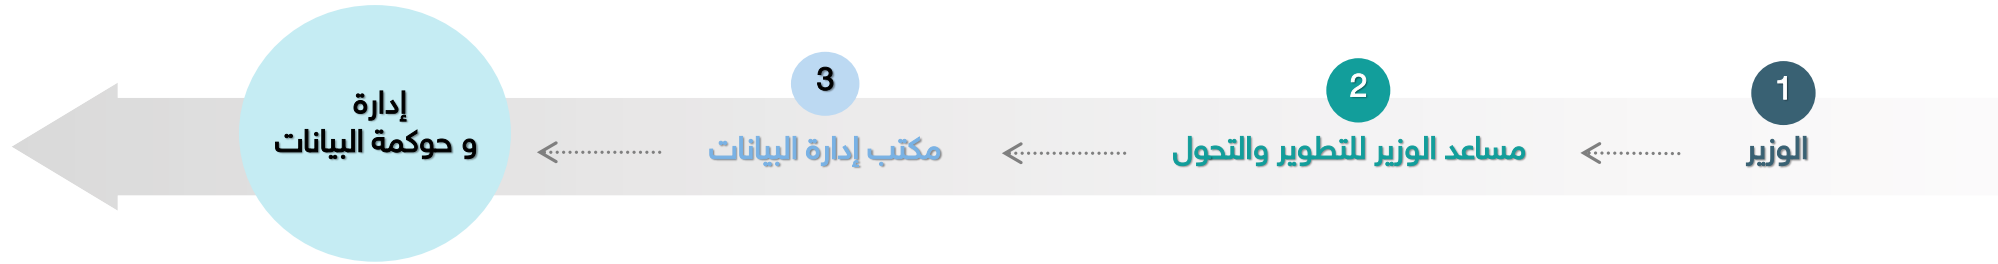 1
الوزير
2
مساعد الوزير للتطوير والتحول
3
مكتب إدارة البيانات
إدارة
و حوكمة البيانات